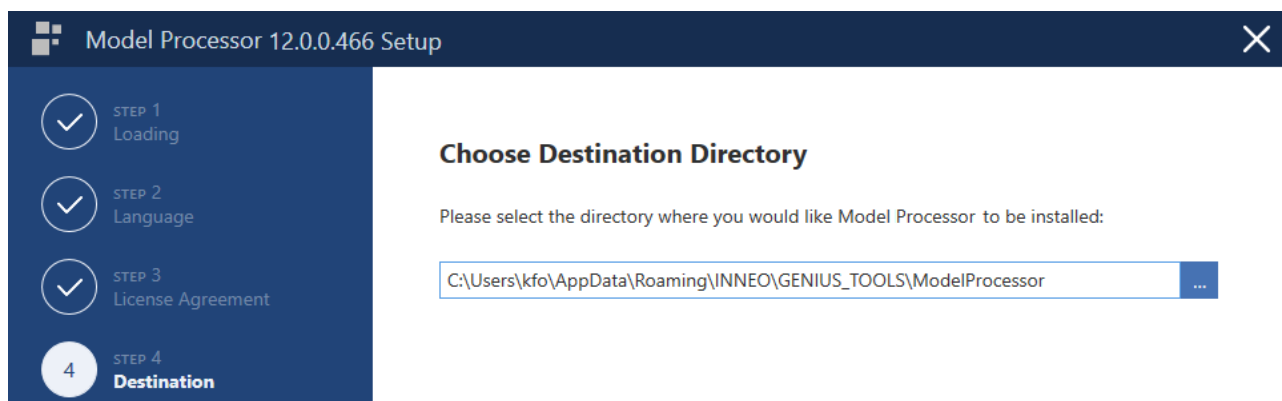 Model Processor 12.0.0.466 Setup
STEP 1
Loading
STEP 2
Language
STEP 3
License Agreement
4
STEP 4
Destination
Choose Destination Directory
Please select the directory where you would like Model Processor to be installed:
C:\Users\kfo\AppData\Roaming\INNEO\GENIUS_TOOLS\ModelProcessor
...